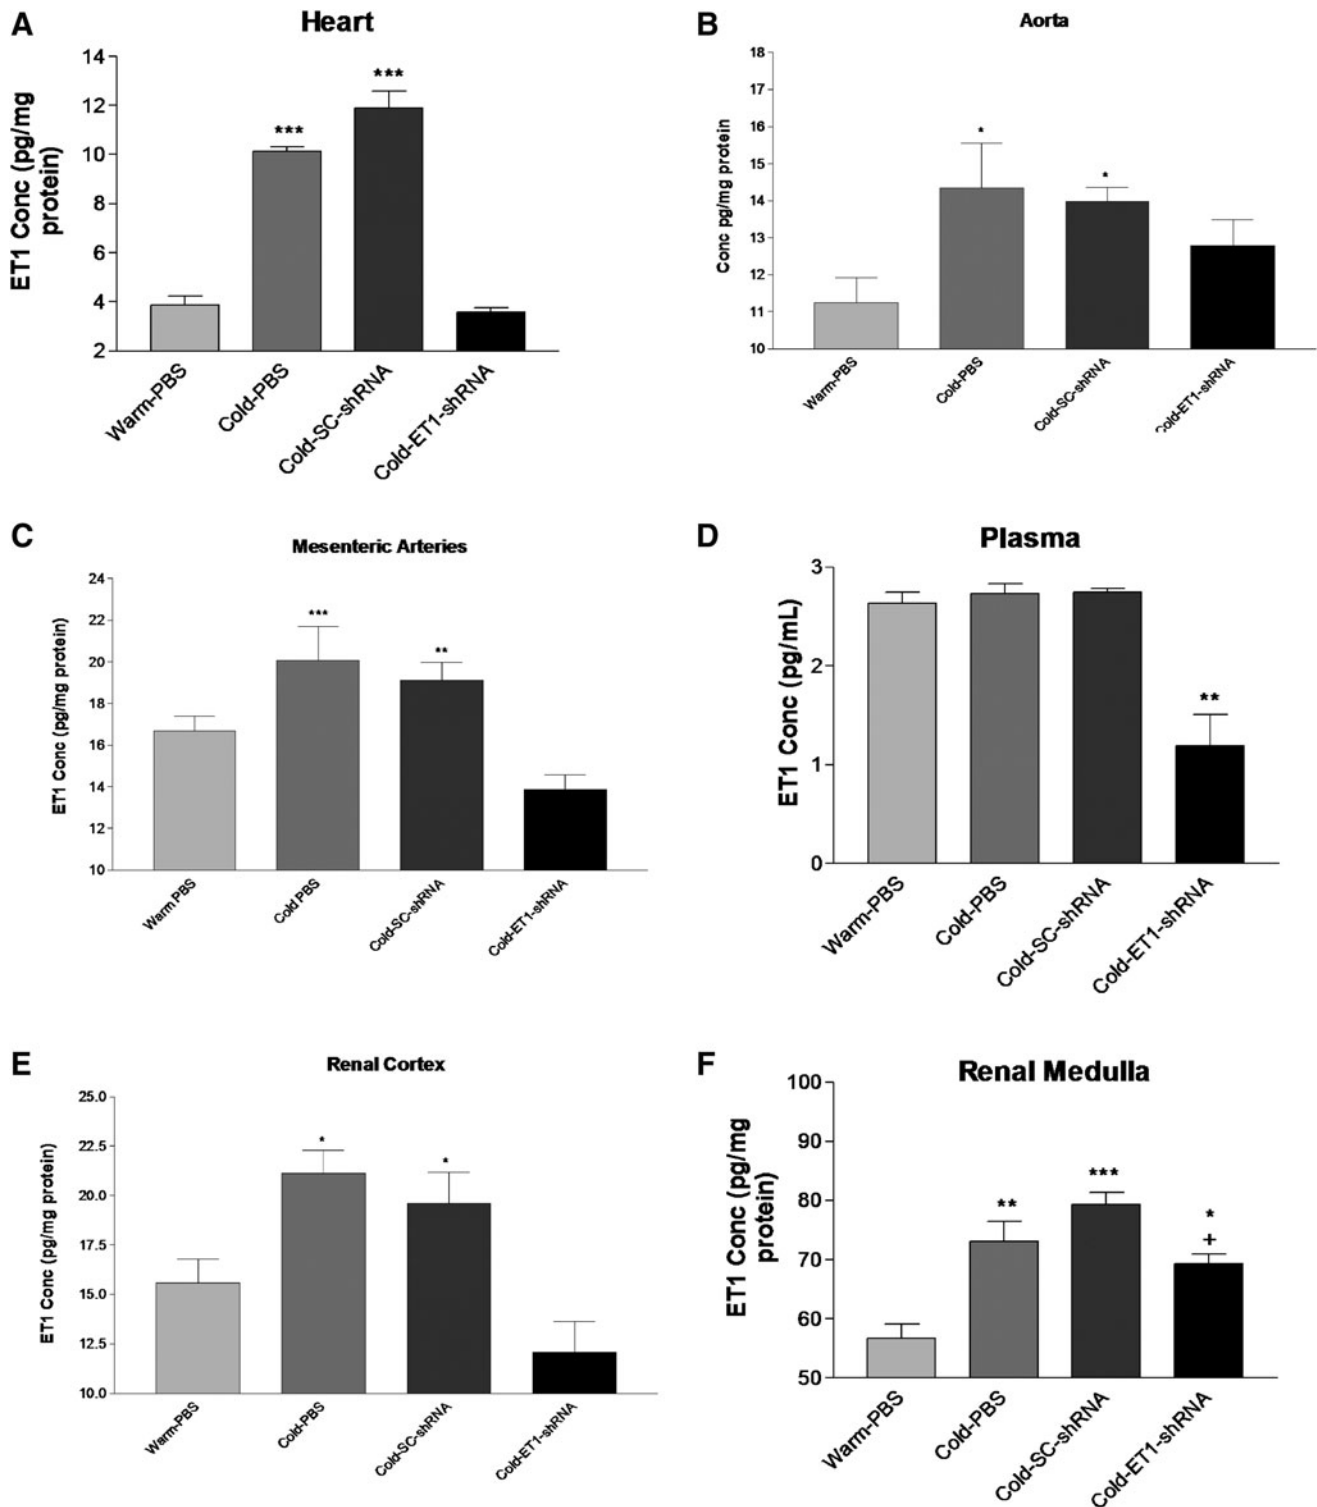 A
Heart
ET1 Conc (pg/mg
protein)
14
12
10
8
6
4
2
***
***
Warm-PBS
Cold-PBS
Cold-SC-shRNA
Cold-ET1-shRNA
B
Aorta
Conc pg/mg protein
18
17
16
15
14
13
12
11
10
*
*
Warm-PBS
Cold-PBS
Cold-SC-shRNA
Cold-ET1-shRNA
C
Mesenteric Arteries
ET1 Conc (pg/mg protein)
24
22
20
18
16
14
12
10
***
**
Warm PBS
Cold PBS
Cold-SC-shRNA
Cold-ET1-shRNA
D
Plasma
ET1 Conc (pg/mL)
3
2
1
0
**
Warm-PBS
Cold-PBS
Cold-SC-shRNA
Cold-ET1-shRNA
E
Renal Cortex
ET1 Conc (pg/mg protein)
25.0
22.5
20.0
17.5
15.0
12.5
10.0
*
*
Warm-PBS
Cold-PBS
Cold-SC-shRNA
Cold-ET1-shRNA
F
Renal Medulla
ET1 Conc (pg/mg
protein)
100
90
80
70
60
50
**
***
*
+
Warm-PBS
Cold-PBS
Cold-SC-shRNA
Cold-ET1-shRNA